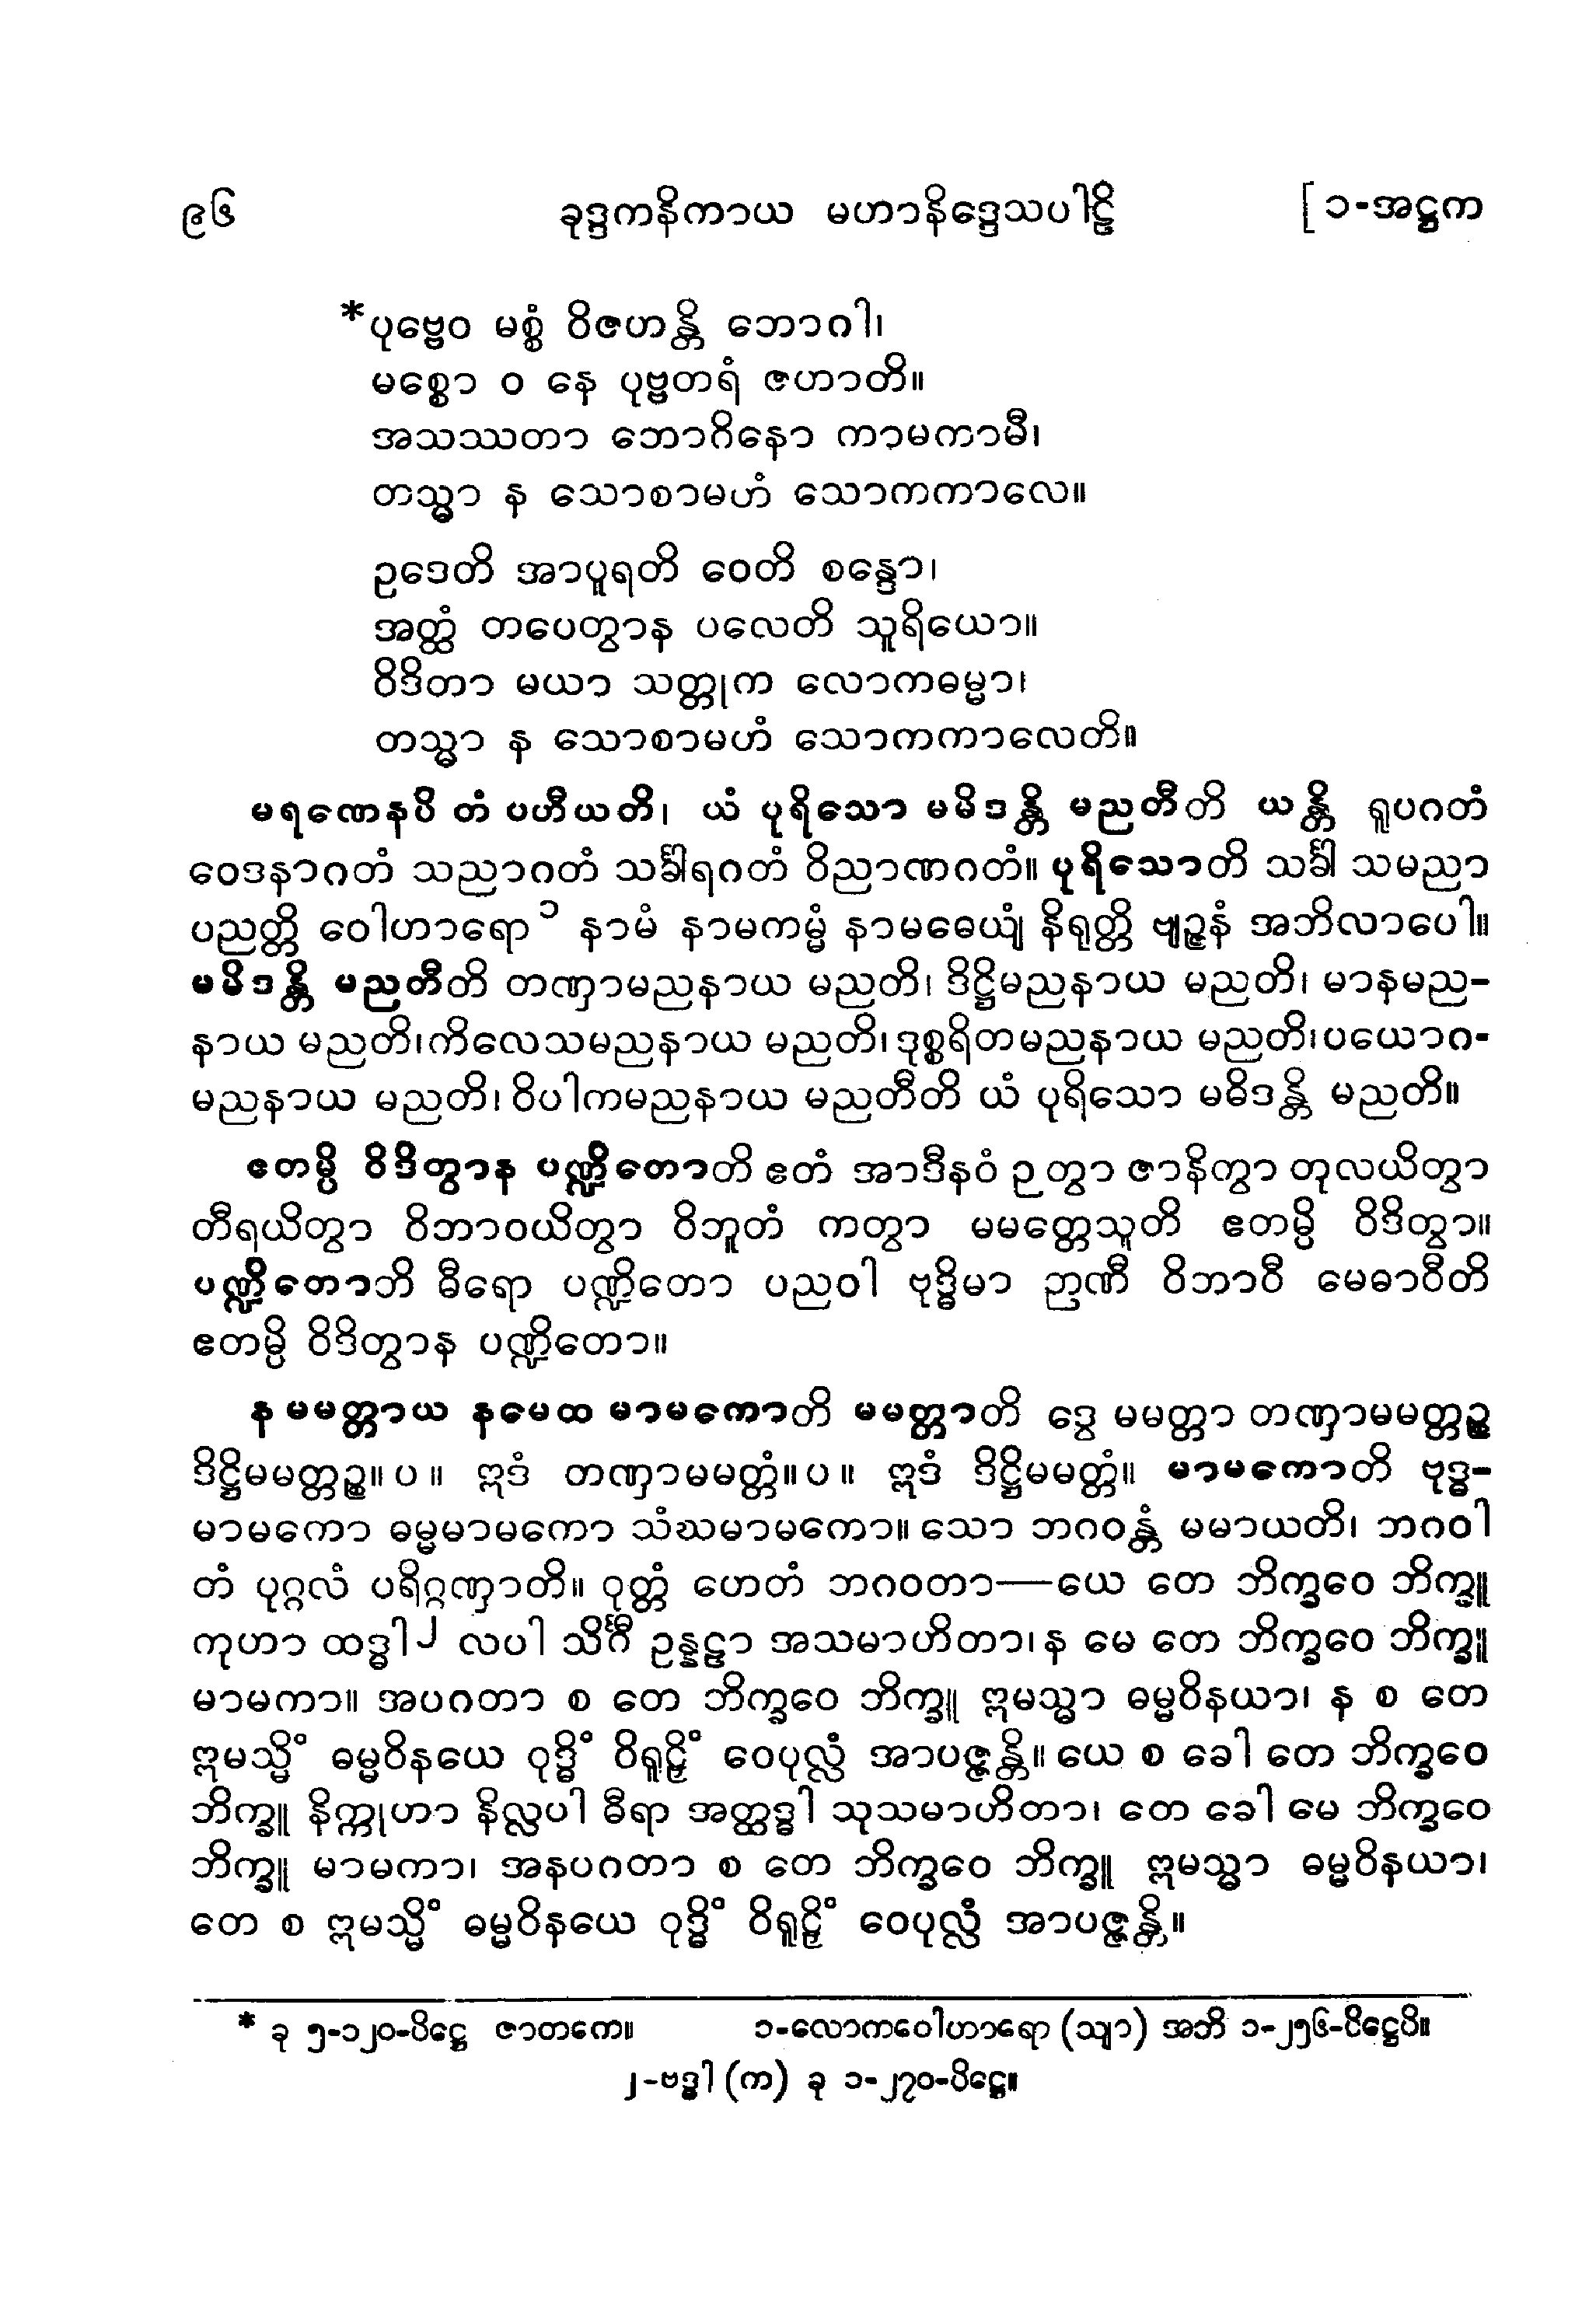 ၉၆ ခုဒ္ဒကနိကာယ မဟာနိဒ္ဒေသပါဠိ [ ၁-အဋ္ဌက
*ပုဗ္ဗေဝ မစ္စံ ဝိဇဟန္တိ ဘောဂါ၊
မစ္စော ဝ နေ ပုဗ္ဗတရံ ဇဟာတိ။
အသဿတာ ဘောဂိနော ကာမကာမီ၊
တသ္မာ န သောစာမဟံ သောကကာလေ။
ဥဒေတိ အာပူရတိ ဝေတိ စန္ဒော၊
အတ္ထံ တပေတွာန ပလေတိ သူရိယော။
ဝိဒိတာ မယာ သတ္တုက လောကဓမ္မာ၊
တသ္မာ န သောစာမဟံ သောကကာလေတိ။
မရဏေနပိ တံ ပဟီယတိ၊ ယံ ပုရိသော မမိဒန္တိ မညတီတိ ယန္တိ ရူပဂတံ
ဝေဒနာဂတံ သညာဂတံ သင်္ခါရဂတံ ဝိညာဏဂတံ။ ပုရိသောတိ သင်္ခါ သမညာ
ပညတ္တိ ဝေါဟာရော ၁ နာမံ နာမကမ္မံ နာမဓေယျံ နိရုတ္တိ ဗျဉ္ဇနံ အဘိလာပေါ။
မမိဒန္တိ မညတီတိ တဏှာမညနာယ မညတိ၊ ဒိဋ္ဌိမညနာယ မညတိ၊ မာနမည-
နာယ မညတိ၊ကိလေသမညနာယ မညတိ၊ဒုစ္စရိတမညနာယ မညတိ၊ပယောဂ-
မညနာယ မညတိ၊ ဝိပါကမညနာယ မညတီတိ ယံ ပုရိသော မမိဒန္တိ မညတိ။
ဧတမ္ပိ ဝိဒိတွာန ပဏ္ဍိတောတိ ဧတံ အာဒီနဝံ ဉတွာ ဇာနိတွာ တုလယိတွာ
တီရယိတွာ ဝိဘာဝယိတွာ ဝိဘူတံ ကတွာ မမတ္တေသူတိ ဧတမ္ပိ ဝိဒိတွာ။
ပဏ္ဍိတောဘိ ဓီရော ပဏ္ဍိတော ပညဝါ ဗုဒ္ဓိမာ ဉာဏီ ဝိဘာဝီ မေဓာဝီတိ
ဧတမ္ပိ ဝိဒိတွာန ပဏ္ဍိတော။
န မမတ္တာယ နမေထ မာမကောတိ မမတ္တာတိ ဒွေ မမတ္တာ တဏှာမမတ္တဉ္စ
ဒိဋ္ဌိမမတ္တဉ္စ။ပ။ ဣဒံ တဏှာမမတ္တံ။ပ။ ဣဒံ ဒိဋ္ဌိမမတ္တံ။ မာမကောတိ ဗုဒ္ဓ-
မာမကော ဓမ္မမာမကော သံဃမာမကော။ သော ဘဂဝန္တံ မမာယတိ၊ ဘဂဝါ
တံ ပုဂ္ဂလံ ပရိဂ္ဂဏှာတိ။ ဝုတ္တံ ဟေတံ ဘဂဝတာ—ယေ တေ ဘိက္ခဝေ ဘိက္ခူ
ကုဟာ ထဒ္ဓါ ၂ လပါ သိင်္ဂီ ဥန္နဠာ အသမာဟိတာ၊ န မေ တေ ဘိက္ခဝေ ဘိက္ခူ
မာမကာ။ အပဂတာ စ တေ ဘိက္ခဝေ ဘိက္ခူ ဣမသ္မာ ဓမ္မဝိနယာ၊ န စ တေ
ဣမသ္မိံ ဓမ္မဝိနယေ ဝုဒ္ဓိံ ဝိရူဠှိံ ဝေပုလ္လံ အာပဇ္ဇန္တိ။ ယေ စ ခေါ တေ ဘိက္ခဝေ
ဘိက္ခူ နိက္ကုဟာ နိလ္လပါ ဓီရာ အတ္ထဒ္ဓါ သုသမာဟိတာ၊ တေ ခေါ မေ ဘိက္ခဝေ
ဘိက္ခူ မာမကာ၊ အနပဂတာ စ တေ ဘိက္ခဝေ ဘိက္ခူ ဣမသ္မာ ဓမ္မဝိနယာ၊
တေ စ ဣမသ္မိံ ဓမ္မဝိနယေ ဝုဒ္ဓိံ ဝိရူဠှိံ ဝေပုလ္လံ အာပဇ္ဇန္တိ။
* ခု ၅-၁၂၀-ပိဋ္ဌေ ဇာတကေ။ ၁-လောကဝေါဟာရော (သျာ) အဘိ ၁-၂၅၆-ပိဋ္ဌေပိ။
၂-ဗဒ္ဓါ (က) ခု ၁-၂၇၀-ပိဋ္ဌေ။